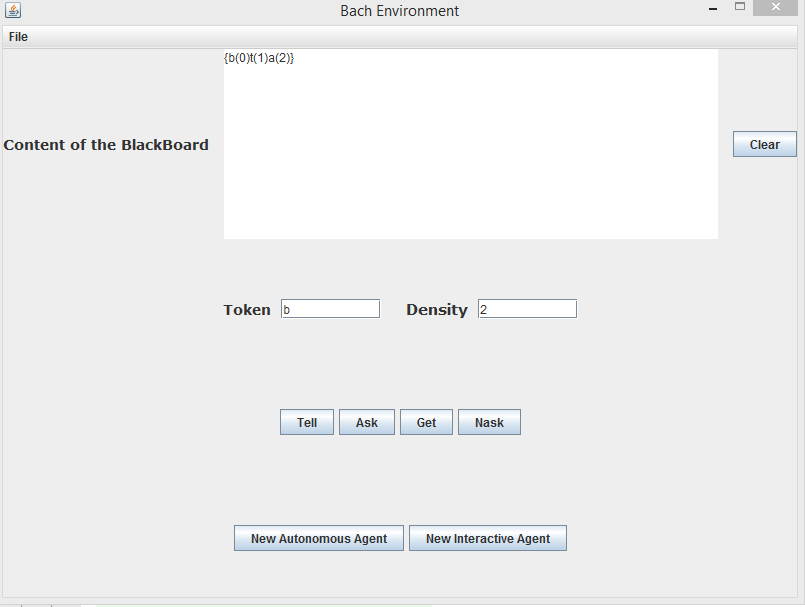 Bach Environment
File
{b(0)t(1)a(2)}
Content of the BlackBoard
Clear
Token b Density 2
Tell Ask Get Nask
New Autonomous Agent New Interactive Agent